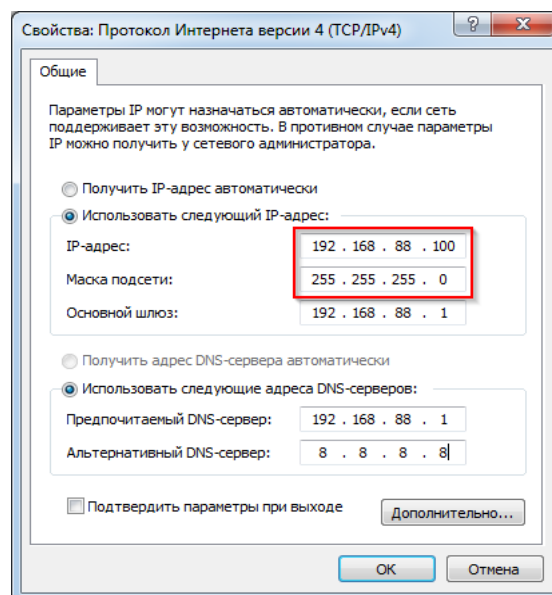 Свойства: Протокол Интернета версии 4 (TCP/IPv4)
Общие
Параметры IP могут назначаться автоматически, если сеть
поддерживает эту возможность. В противном случае параметры
IP можно получить у сетевого администратора.
Получить IP-адрес автоматически
Использовать следующий IP-адрес:
IP-адрес: 192 . 168 . 88 . 100
Маска подсети: 255 . 255 . 255 . 0
Основной шлюз: 192 . 168 . 88 . 1
Получить адрес DNS-сервера автоматически
Использовать следующие адреса DNS-серверов:
Предпочитаемый DNS-сервер: 192 . 168 . 88 . 1
Альтернативный DNS-сервер: 8 . 8 . 8 . 8
Подтвердить параметры при выходе
Дополнительно...
ОК Отмена